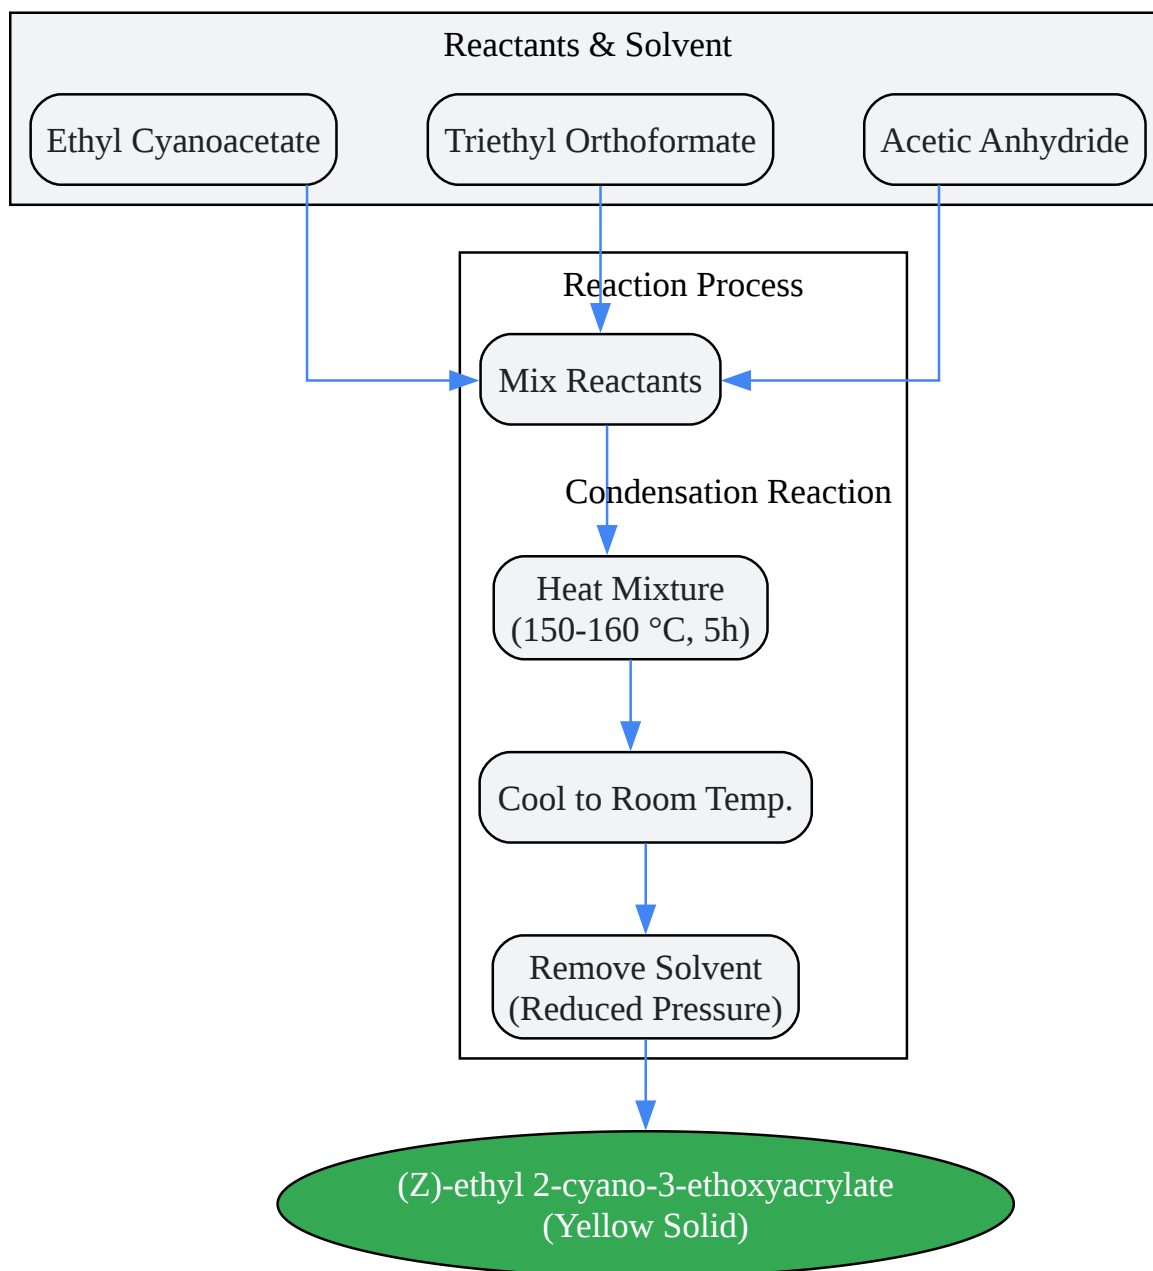 Reactants & Solvent
Ethyl Cyanoacetate
Triethyl Orthoformate
Acetic Anhydride
Reaction Process
Mix Reactants
Condensation Reaction
Heat Mixture
(150-160 °C, 5h)
Cool to Room Temp.
Remove Solvent
(Reduced Pressure)
(Z)-ethyl 2-cyano-3-ethoxyacrylate
(Yellow Solid)